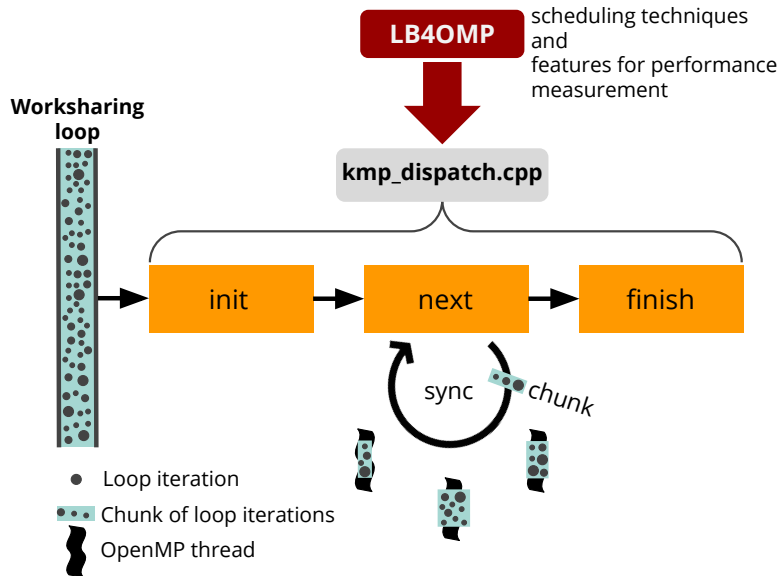 LB4OMP
scheduling techniques
and
features for performance
measurement
Worksharing
loop
kmp_dispatch.cpp
init
next
finish
sync
chunk
Loop iteration
Chunk of loop iterations
OpenMP thread